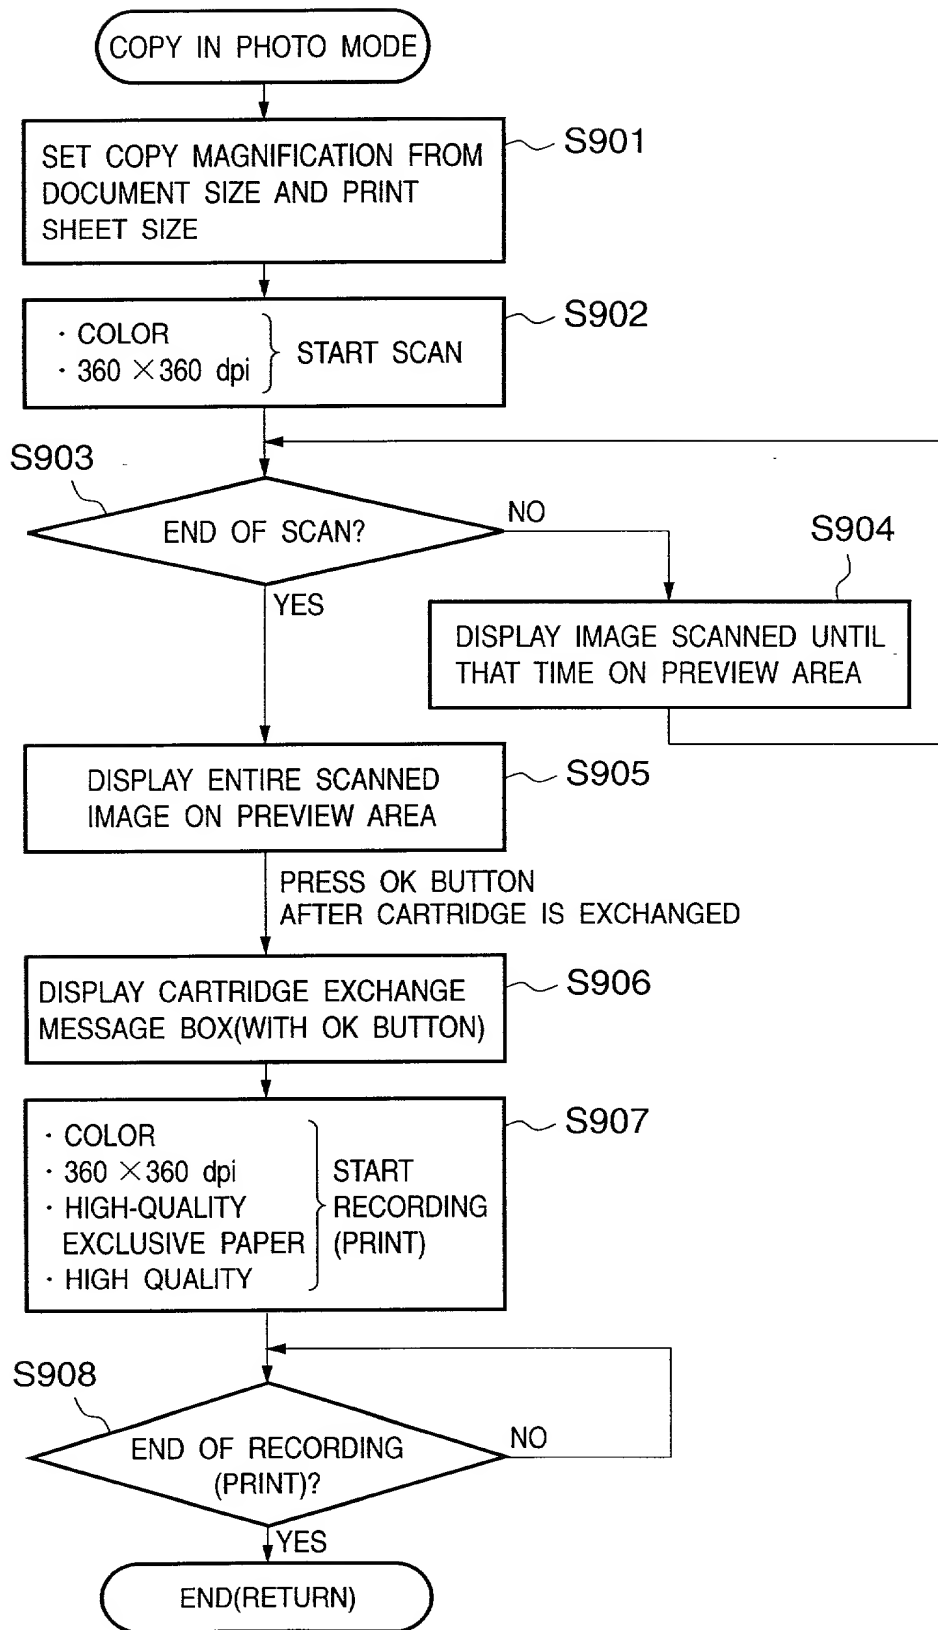 COPY IN PHOTO MODE
S901
SET COPY MAGNIFICATION FROM
DOCUMENT SIZE AND PRINT
SHEET SIZE
S902
· COLOR
· 360 ×360 dpi
START SCAN
S903
END OF SCAN?
NO
YES
S904
DISPLAY IMAGE SCANNED UNTIL
THAT TIME ON PREVIEW AREA
S905
DISPLAY ENTIRE SCANNED
IMAGE ON PREVIEW AREA
PRESS OK BUTTON
AFTER CARTRIDGE IS EXCHANGED
S906
DISPLAY CARTRIDGE EXCHANGE
MESSAGE BOX(WITH OK BUTTON)
S907
· COLOR
· 360 ×360 dpi
· HIGH-QUALITY
EXCLUSIVE PAPER
· HIGH QUALITY
START
RECORDING
(PRINT)
S908
END OF RECORDING
(PRINT)?
NO
YES
END(RETURN)